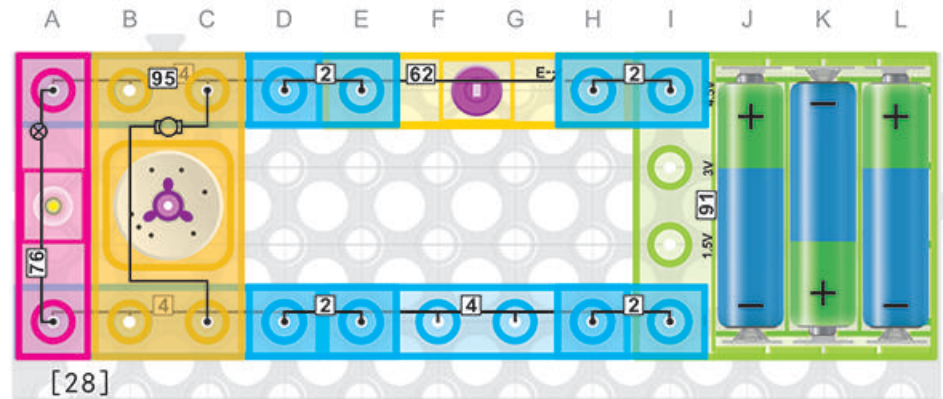 A B C D E F G H I J K L
95 4 2 62 E-- 2 4.5V
+ − +
3V
91
1.5V
76
4 2 4 2
− + −
[28]